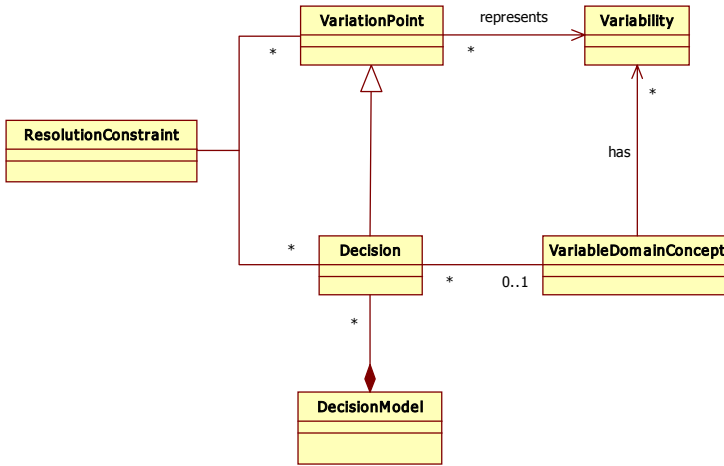 represents
VariationPoint
Variability
*
*
*
ResolutionConstraint
has
*
Decision
VariableDomainConcept
*
0..1
*
DecisionModel